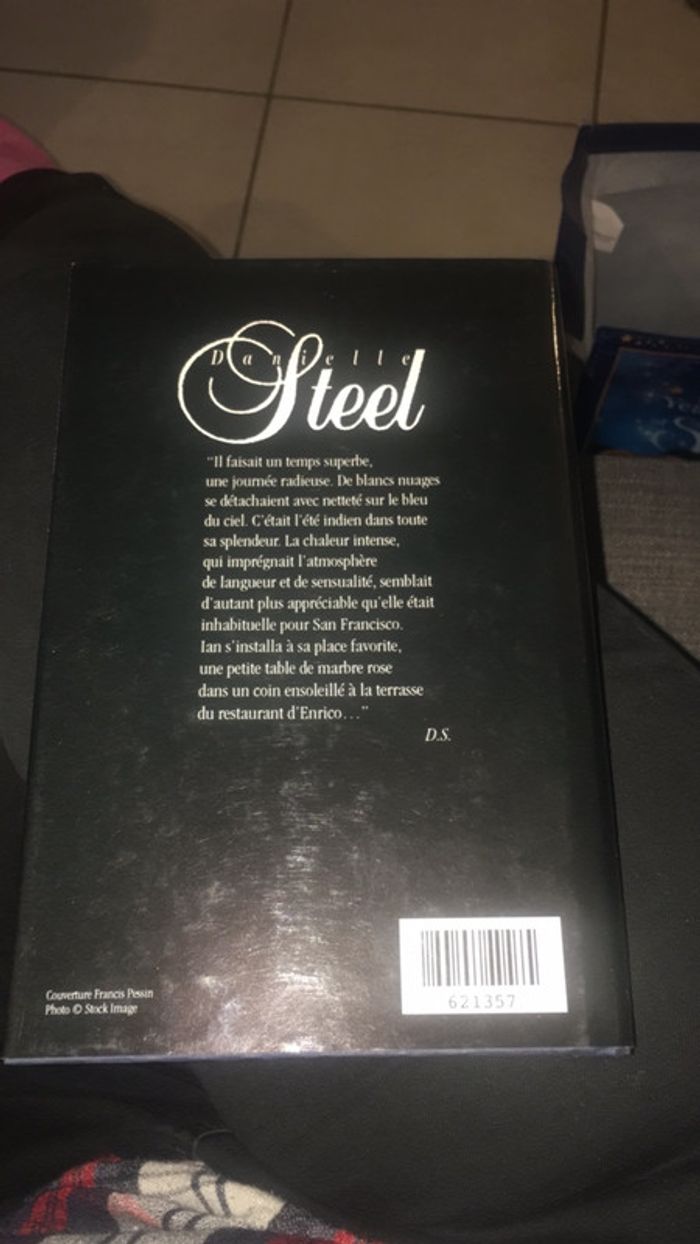 Danielle
Steel
"Il faisait un temps superbe,
une journée radieuse. De blancs nuages
se détachaient avec netteté sur le bleu
du ciel. C'était l'été indien dans toute
sa splendeur. La chaleur intense,
qui imprégnait l'atmosphère
de langueur et de sensualité, semblait
d'autant plus appréciable qu'elle était
inhabituelle pour San Francisco.
Ian s'installa à sa place favorite,
une petite table de marbre rose
dans un coin ensoleillé à la terrasse
du restaurant d'Enrico..."
D.S.
Couverture Francis Pessin
Photo © Stock Image
621357